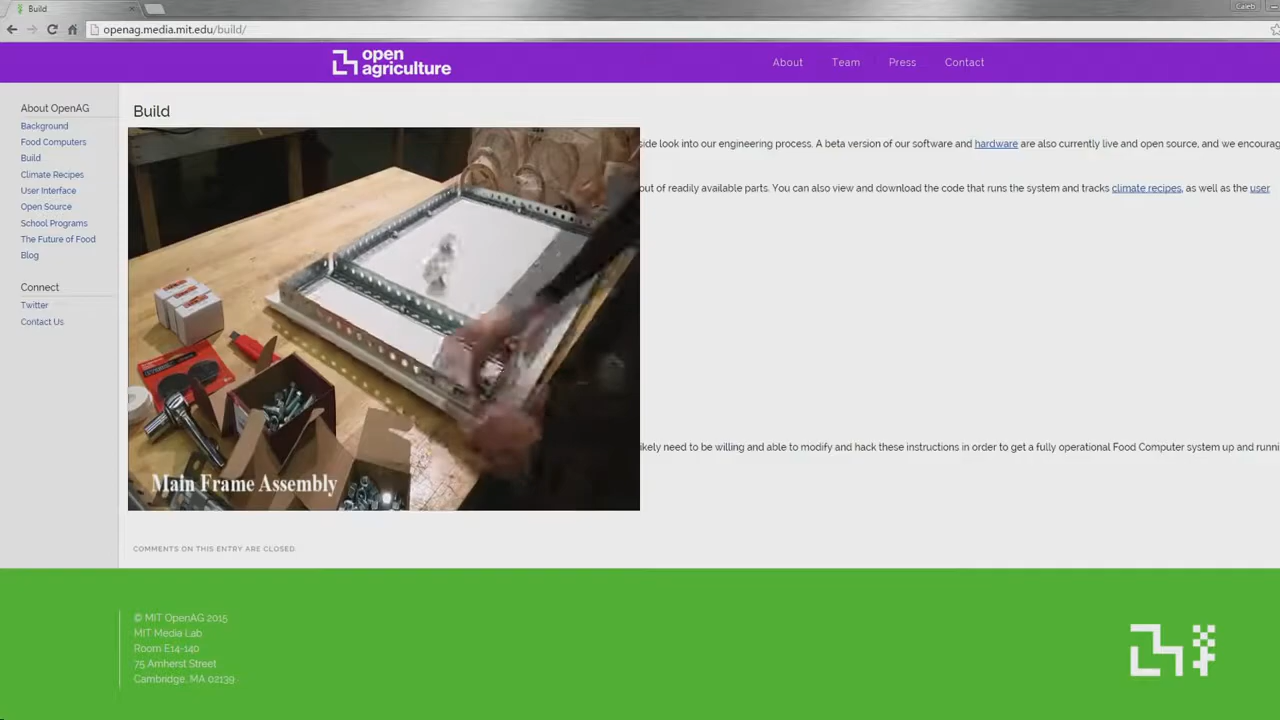 Build
Caleb
openag.media.mit.edu/build/
open
agriculture
About
Team
Press
Contact
About OpenAG
Background
Food Computers
Build
Climate Recipes
User Interface
Open Source
School Programs
The Future of Food
Blog
Connect
Twitter
Contact Us
Build
side look into our engineering process. A beta version of our software and hardware are also currently live and open source, and we encourag
out of readily available parts. You can also view and download the code that runs the system and tracks climate recipes, as well as the user
ikely need to be willing and able to modify and hack these instructions in order to get a fully operational Food Computer system up and runni
Main Frame Assembly
COMMENTS ON THIS ENTRY ARE CLOSED.
© MIT OpenAG 2015
MIT Media Lab
Room E14-140
75 Amherst Street
Cambridge, MA 02139